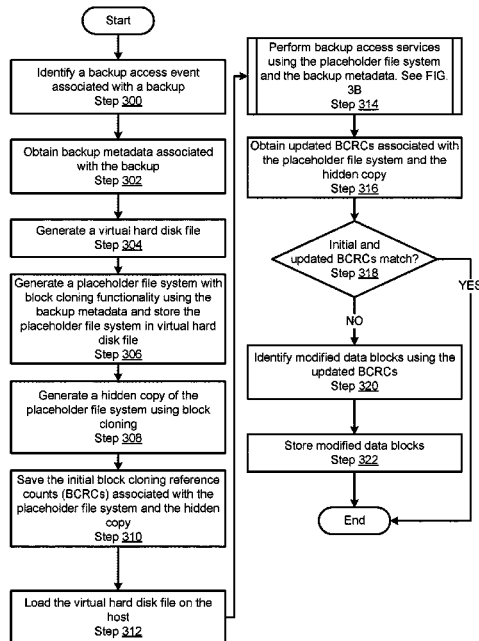 Start
Identify a backup access event
associated with a backup
Step 300
Obtain backup metadata associated
with the backup
Step 302
Generate a virtual hard disk file
Step 304
Generate a placeholder file system with
block cloning functionality using the
backup metadata and store the
placeholder file system in virtual hard
disk file
Step 306
Generate a hidden copy of
the placeholder file system using block
cloning
Step 308
Save the initial block cloning reference
counts (BCRCs) associated with the
placeholder file system and the hidden
copy
Step 310
Load the virtual hard disk file on the
host
Step 312
Perform backup access services
using the placeholder file system
and the backup metadata. See FIG.
3B
Step 314
Obtain updated BCRCs associated with
the placeholder file system and the
hidden copy
Step 316
Initial and
updated BCRCs match?
Step 318
YES
NO
Identify modified data blocks using the
updated BCRCs
Step 320
Store modified data blocks
Step 322
End